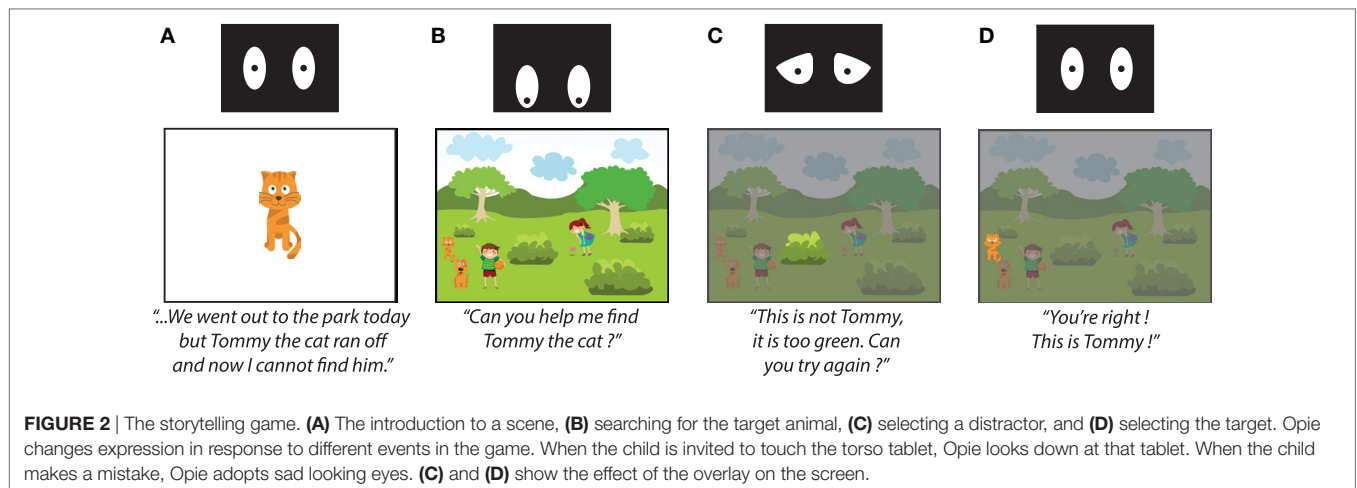 A
B
C
D
"...We went out to the park today
but Tommy the cat ran off
and now I cannot find him."
"Can you help me find
Tommy the cat ?"
"This is not Tommy,
it is too green. Can
you try again ?"
"You're right !
This is Tommy !"
FIGURE 2 | The storytelling game. (A) The introduction to a scene, (B) searching for the target animal, (C) selecting a distractor, and (D) selecting the target. Opie
changes expression in response to different events in the game. When the child is invited to touch the torso tablet, Opie looks down at that tablet. When the child
makes a mistake, Opie adopts sad looking eyes. (C) and (D) show the effect of the overlay on the screen.